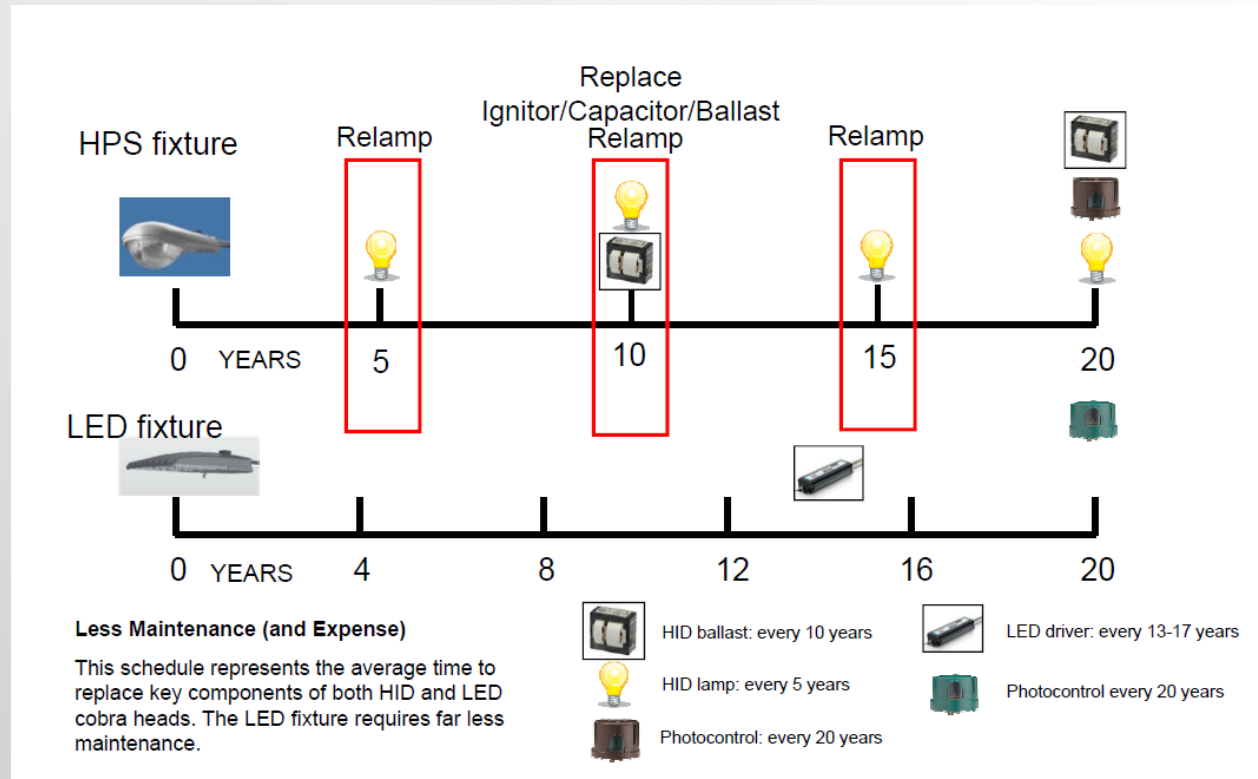 Replace
Ignitor/Capacitor/Ballast
HPS fixture
Relamp
Relamp
Relamp
0 YEARS 5 10 15 20
LED fixture
0 YEARS 4 8 12 16 20
Less Maintenance (and Expense)
This schedule represents the average time to
replace key components of both HID and LED
cobra heads. The LED fixture requires far less
maintenance.
HID ballast: every 10 years
HID lamp: every 5 years
Photocontrol: every 20 years
LED driver: every 13-17 years
Photocontrol every 20 years